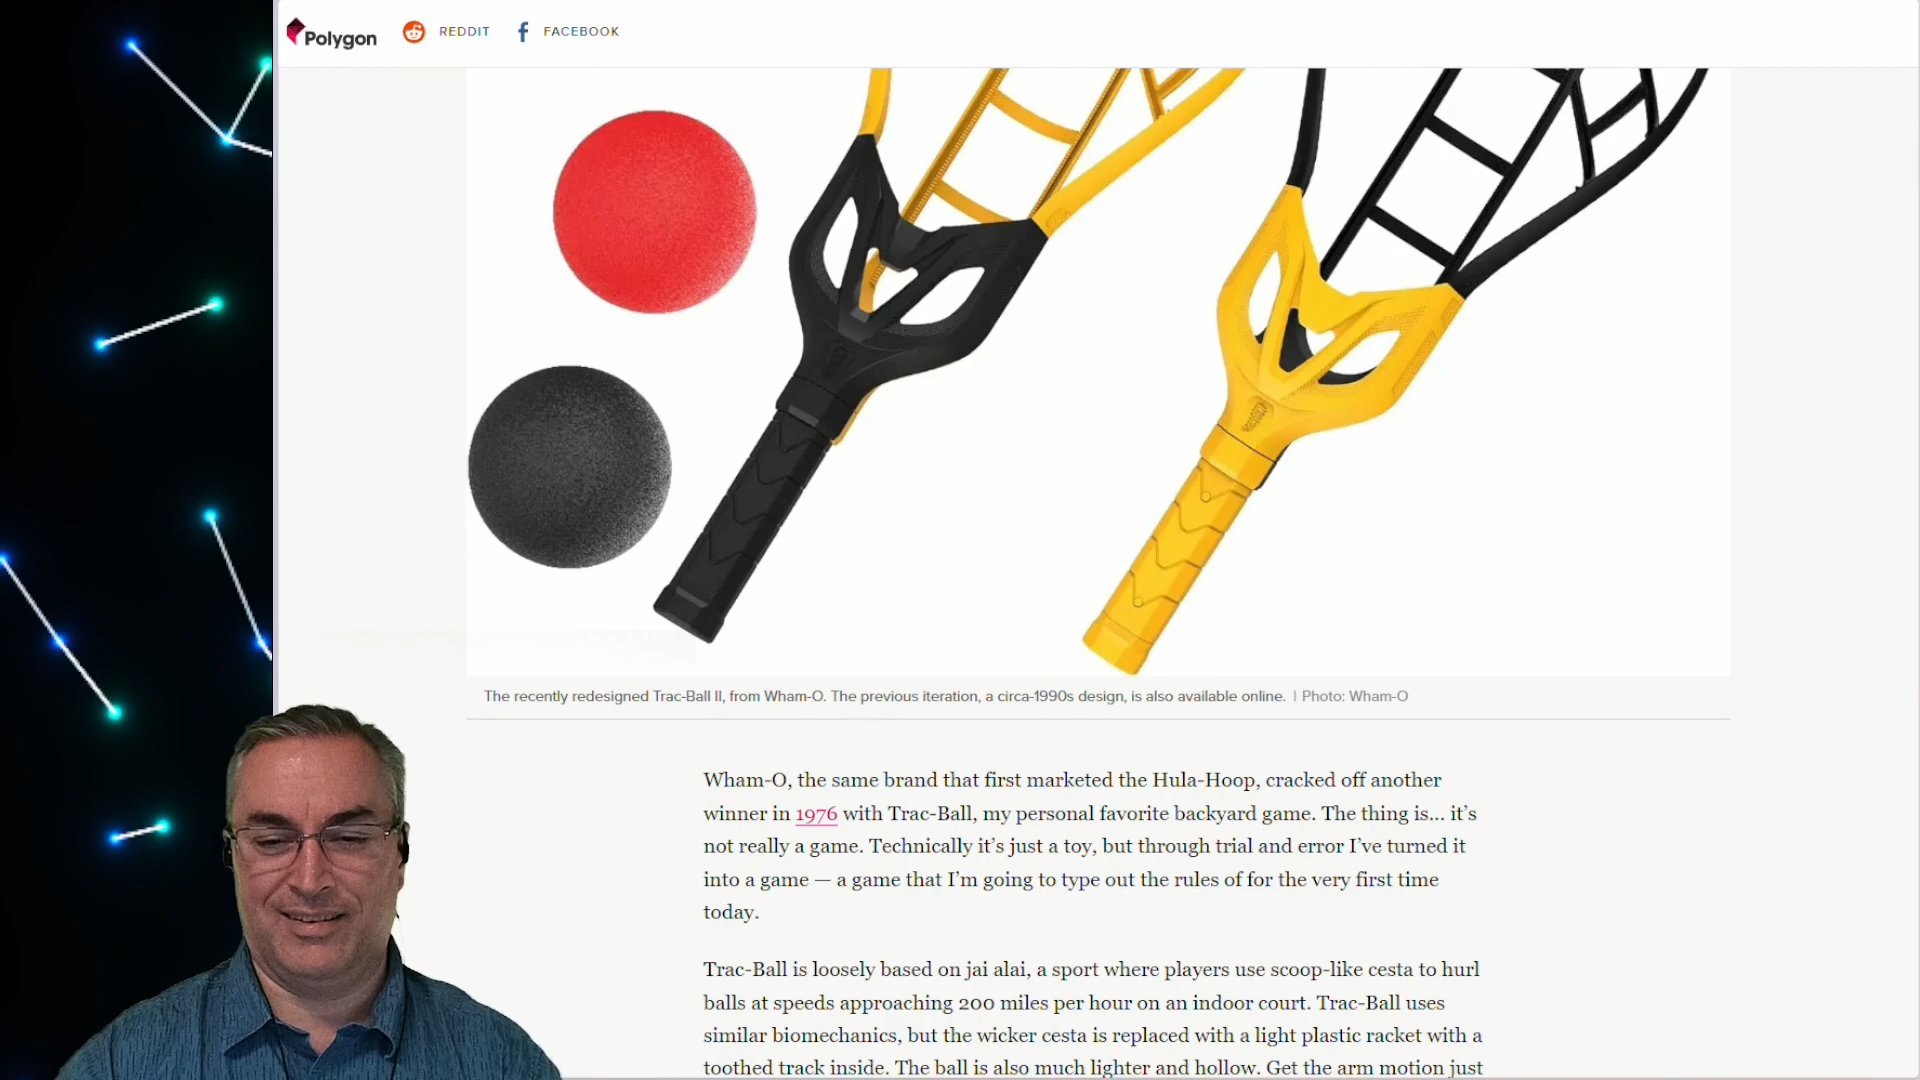 Polygon REDDIT FACEBOOK
The recently redesigned Trac-Ball II, from Wham-O. The previous iteration, a circa-1990s design, is also available online. | Photo: Wham-O
Wham-O, the same brand that first marketed the Hula-Hoop, cracked off another
winner in 1976 with Trac-Ball, my personal favorite backyard game. The thing is… it’s
not really a game. Technically it’s just a toy, but through trial and error I’ve turned it
into a game — a game that I’m going to type out the rules of for the very first time
today.
Trac-Ball is loosely based on jai alai, a sport where players use scoop-like cesta to hurl
balls at speeds approaching 200 miles per hour on an indoor court. Trac-Ball uses
similar biomechanics, but the wicker cesta is replaced with a light plastic racket with a
toothed track inside. The ball is also much lighter and hollow. Get the arm motion just